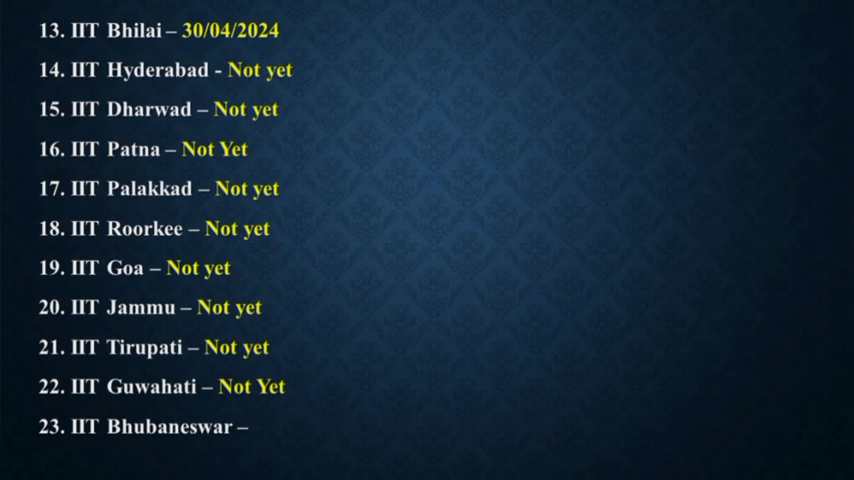 13. IIT Bhilai – 30/04/2024
14. IIT Hyderabad - Not yet
15. IIT Dharwad – Not yet
16. IIT Patna – Not Yet
17. IIT Palakkad – Not yet
18. IIT Roorkee – Not yet
19. IIT Goa – Not yet
20. IIT Jammu – Not yet
21. IIT Tirupati – Not yet
22. IIT Guwahati – Not Yet
23. IIT Bhubaneswar –